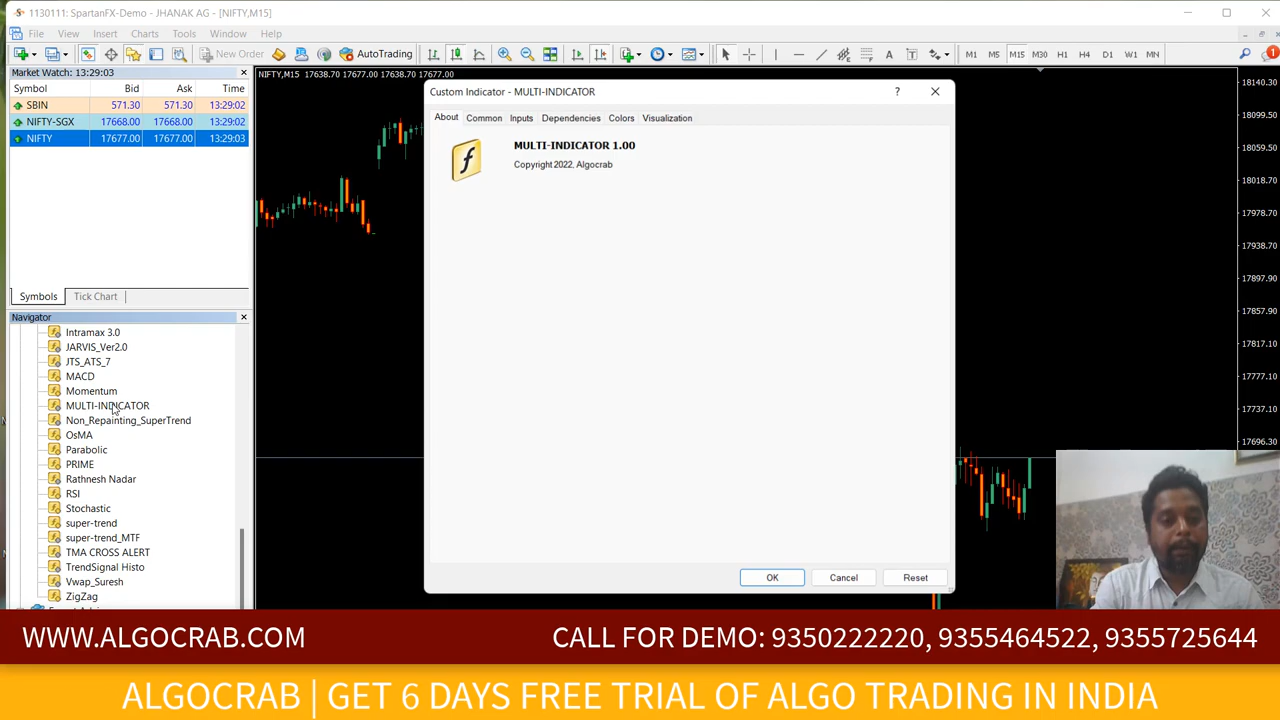 1130111: SpartanFX-Demo - JHANAK AG - [NIFTY,M15]
File View Insert Charts Tools Window Help
New Order AutoTrading M1 M5 M15 M30 H1 H4 D1 W1 MN
Market Watch: 13:29:03
Symbol Bid Ask Time
SBIN 571.30 571.30 13:29:02
NIFTY-SGX 17668.00 17668.00 13:29:02
NIFTY 17677.00 17677.00 13:29:03
Symbols Tick Chart
Navigator
Intramax 3.0
JARVIS_Ver2.0
JTS_ATS_7
MACD
Momentum
MULTI-INDICATOR
Non_Repainting_SuperTrend
OsMA
Parabolic
PRIME
Rathnesh Nadar
RSI
Stochastic
super-trend
super-trend_MTF
TMA CROSS ALERT
TrendSignal Histo
Vwap_Suresh
ZigZag
NIFTY,M15 17638.70 17677.00 17638.70 17677.00
Custom Indicator - MULTI-INDICATOR
About Common Inputs Dependencies Colors Visualization
MULTI-INDICATOR 1.00
Copyright 2022, Algocrab
OK Cancel Reset
18140.30
18099.50
18059.50
18018.70
17978.70
17938.70
17897.90
17857.90
17817.10
17777.10
17737.10
17696.30
WWW.ALGOCRAB.COM
CALL FOR DEMO: 9350222220, 9355464522, 9355725644
ALGOCRAB | GET 6 DAYS FREE TRIAL OF ALGO TRADING IN INDIA